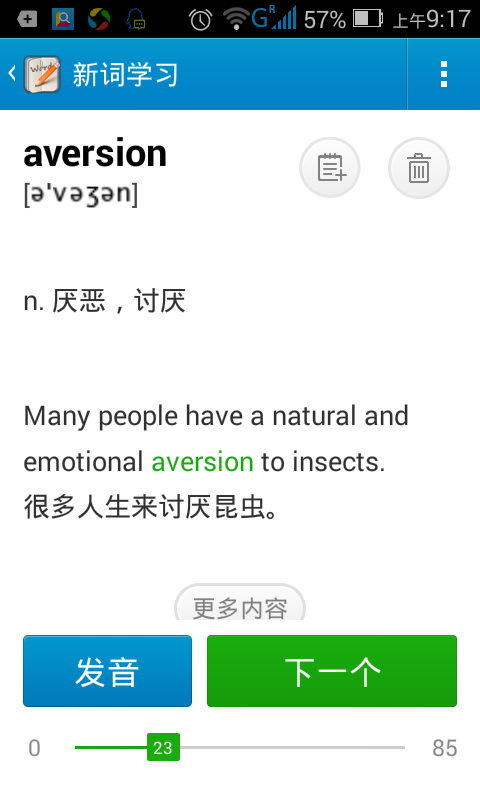 G R 57% 上午9:17
Words 新词学习
aversion
[ə'vəʒən]
n. 厌恶，讨厌
Many people have a natural and
emotional aversion to insects.
很多人生来讨厌昆虫。
更多内容
发音 下一个
0 23 85